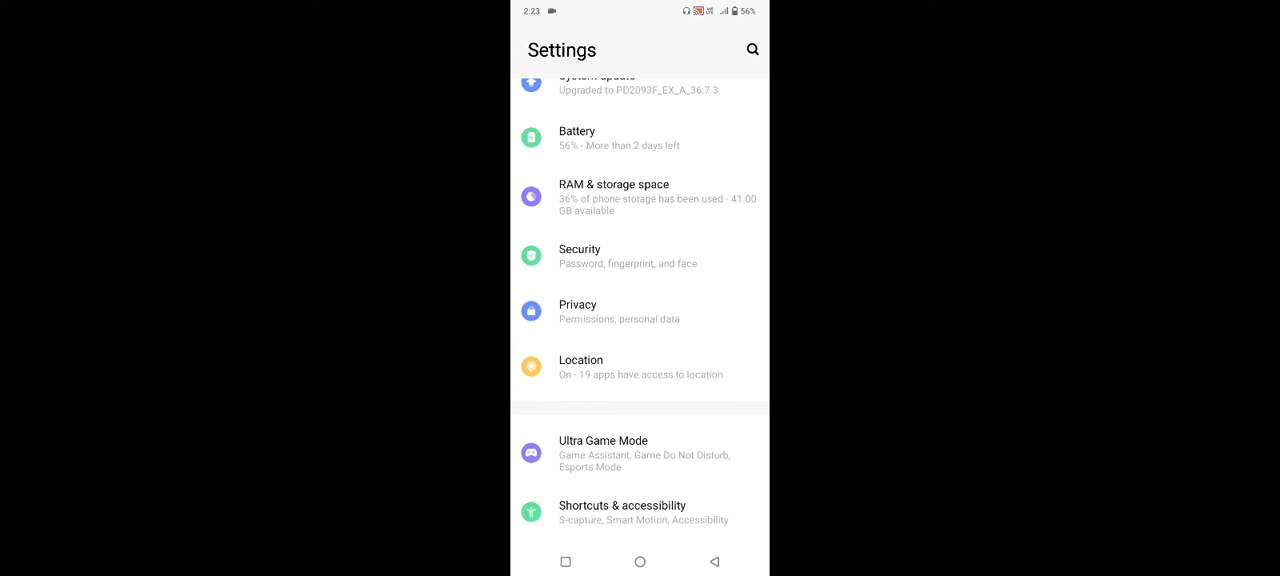 2:23
56%
Settings
System update
Upgraded to PD2093F_EX_A_36.7.3
Battery
56% - More than 2 days left
RAM & storage space
36% of phone storage has been used - 41.00
GB available
Security
Password, fingerprint, and face
Privacy
Permissions, personal data
Location
On - 19 apps have access to location
Ultra Game Mode
Game Assistant, Game Do Not Disturb,
Esports Mode
Shortcuts & accessibility
S-capture, Smart Motion, Accessibility